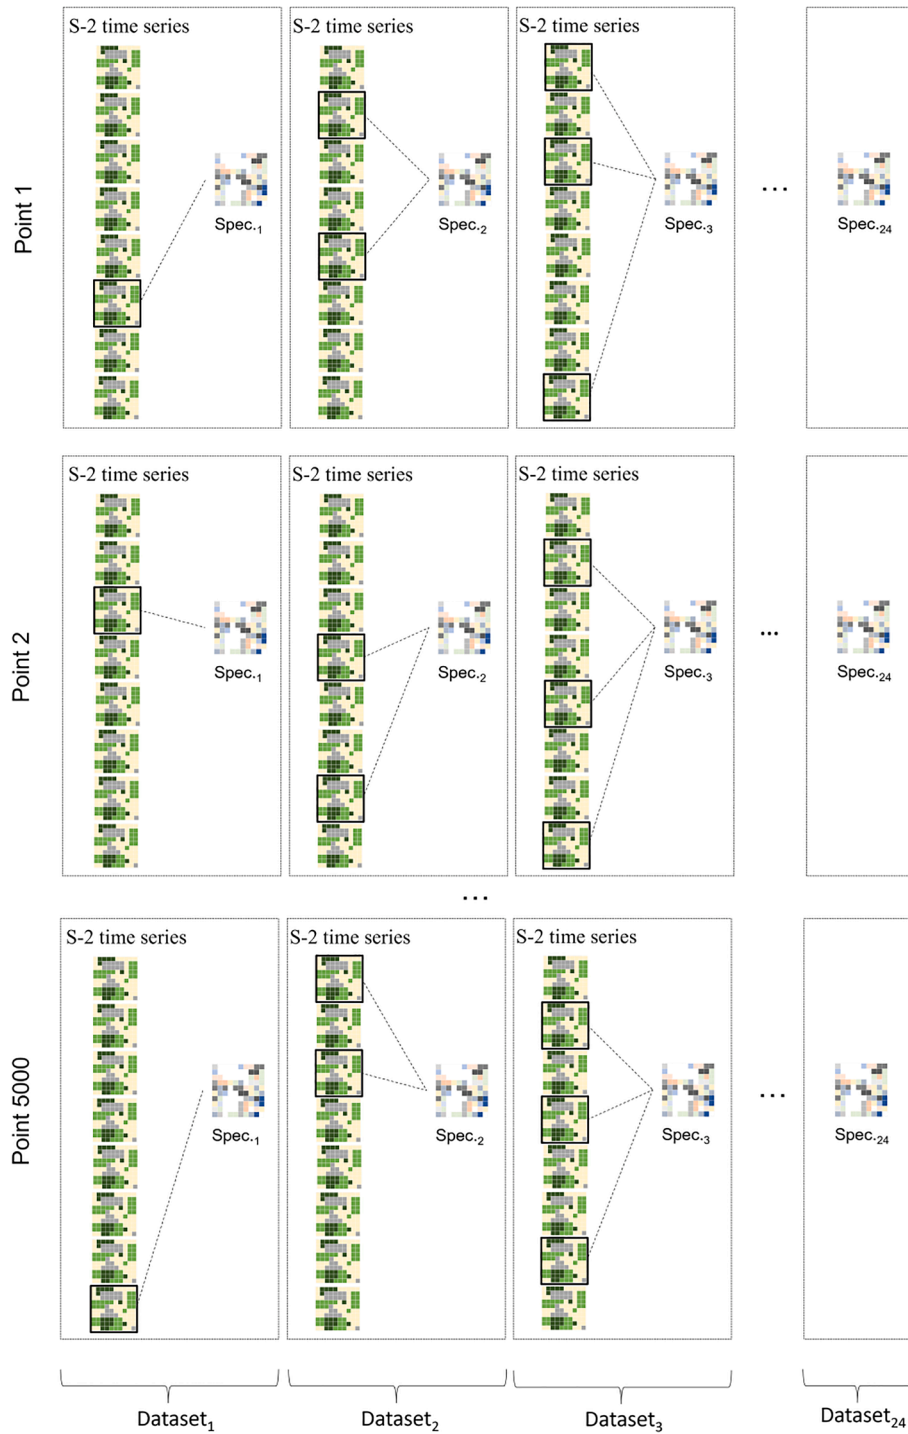 S-2 time series S-2 time series S-2 time series
Point 1
Spec.₁ Spec.₂ Spec.₃ ... Spec.₂₄
S-2 time series S-2 time series S-2 time series
Point 2
Spec.₁ Spec.₂ Spec.₃ ... Spec.₂₄
...
S-2 time series S-2 time series S-2 time series
Point 5000
Spec.₁ Spec.₂ Spec.₃ ... Spec.₂₄
Dataset₁ Dataset₂ Dataset₃ Dataset₂₄